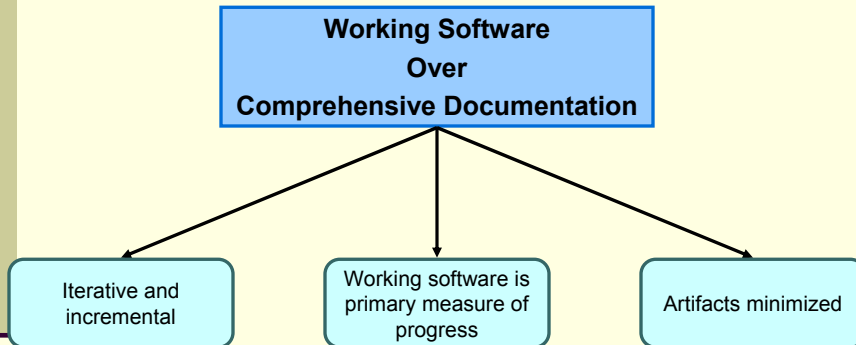 Working Software
Over
Comprehensive Documentation
Iterative and
incremental
Working software is
primary measure of
progress
Artifacts minimized